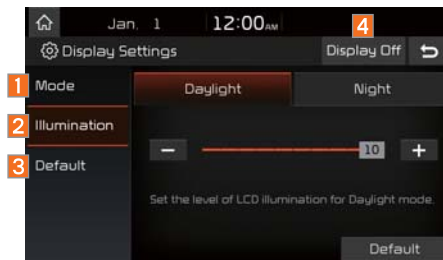 Jan. 1 12:00AM
4
Display Settings Display Off
1 Mode Daylight Night
2 Illumination
10
3 Default
Set the level of LCD illumination for Daylight mode.
Default